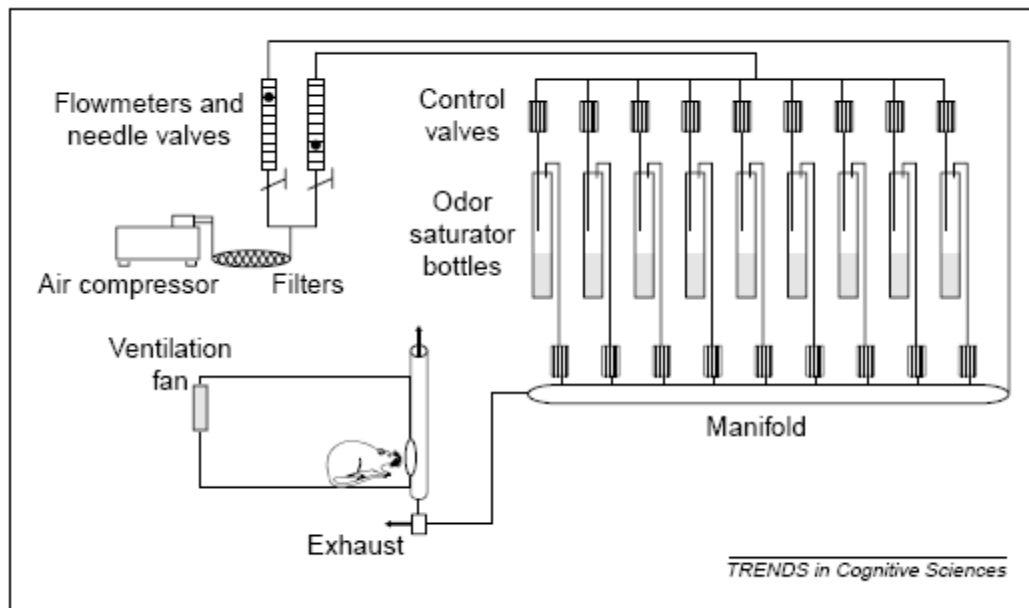 Flowmeters and
needle valves
Control
valves
Odor
saturator
bottles
Air compressor
Filters
Ventilation
fan
Manifold
Exhaust
TRENDS in Cognitive Sciences